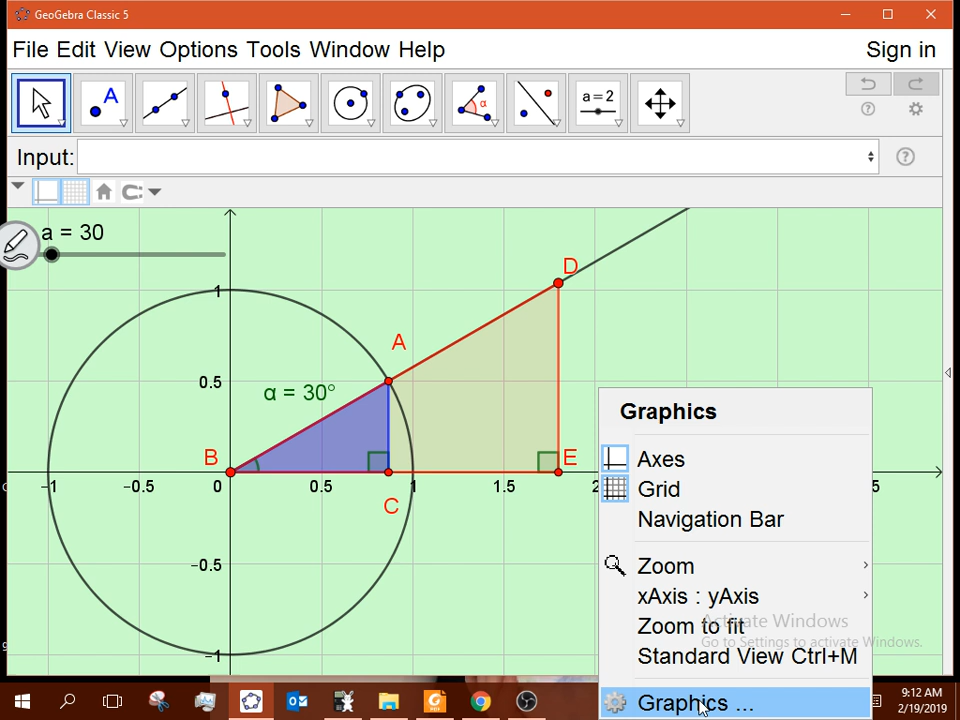 GeoGebra Classic 5
File Edit View Options Tools Window Help
Sign in
A
α
a=2
Input:
a = 30
D
1
A
0.5
α = 30°
B
E
−1
−0.5
0
0.5
1
1.5
2
5
C
−0.5
−1
Graphics
Axes
Grid
Navigation Bar
Zoom
xAxis : yAxis
Zoom to fit
Standard View Ctrl+M
Graphics ...
Activate Windows
Go to Settings to activate Windows.
9:12 AM
2/19/2019